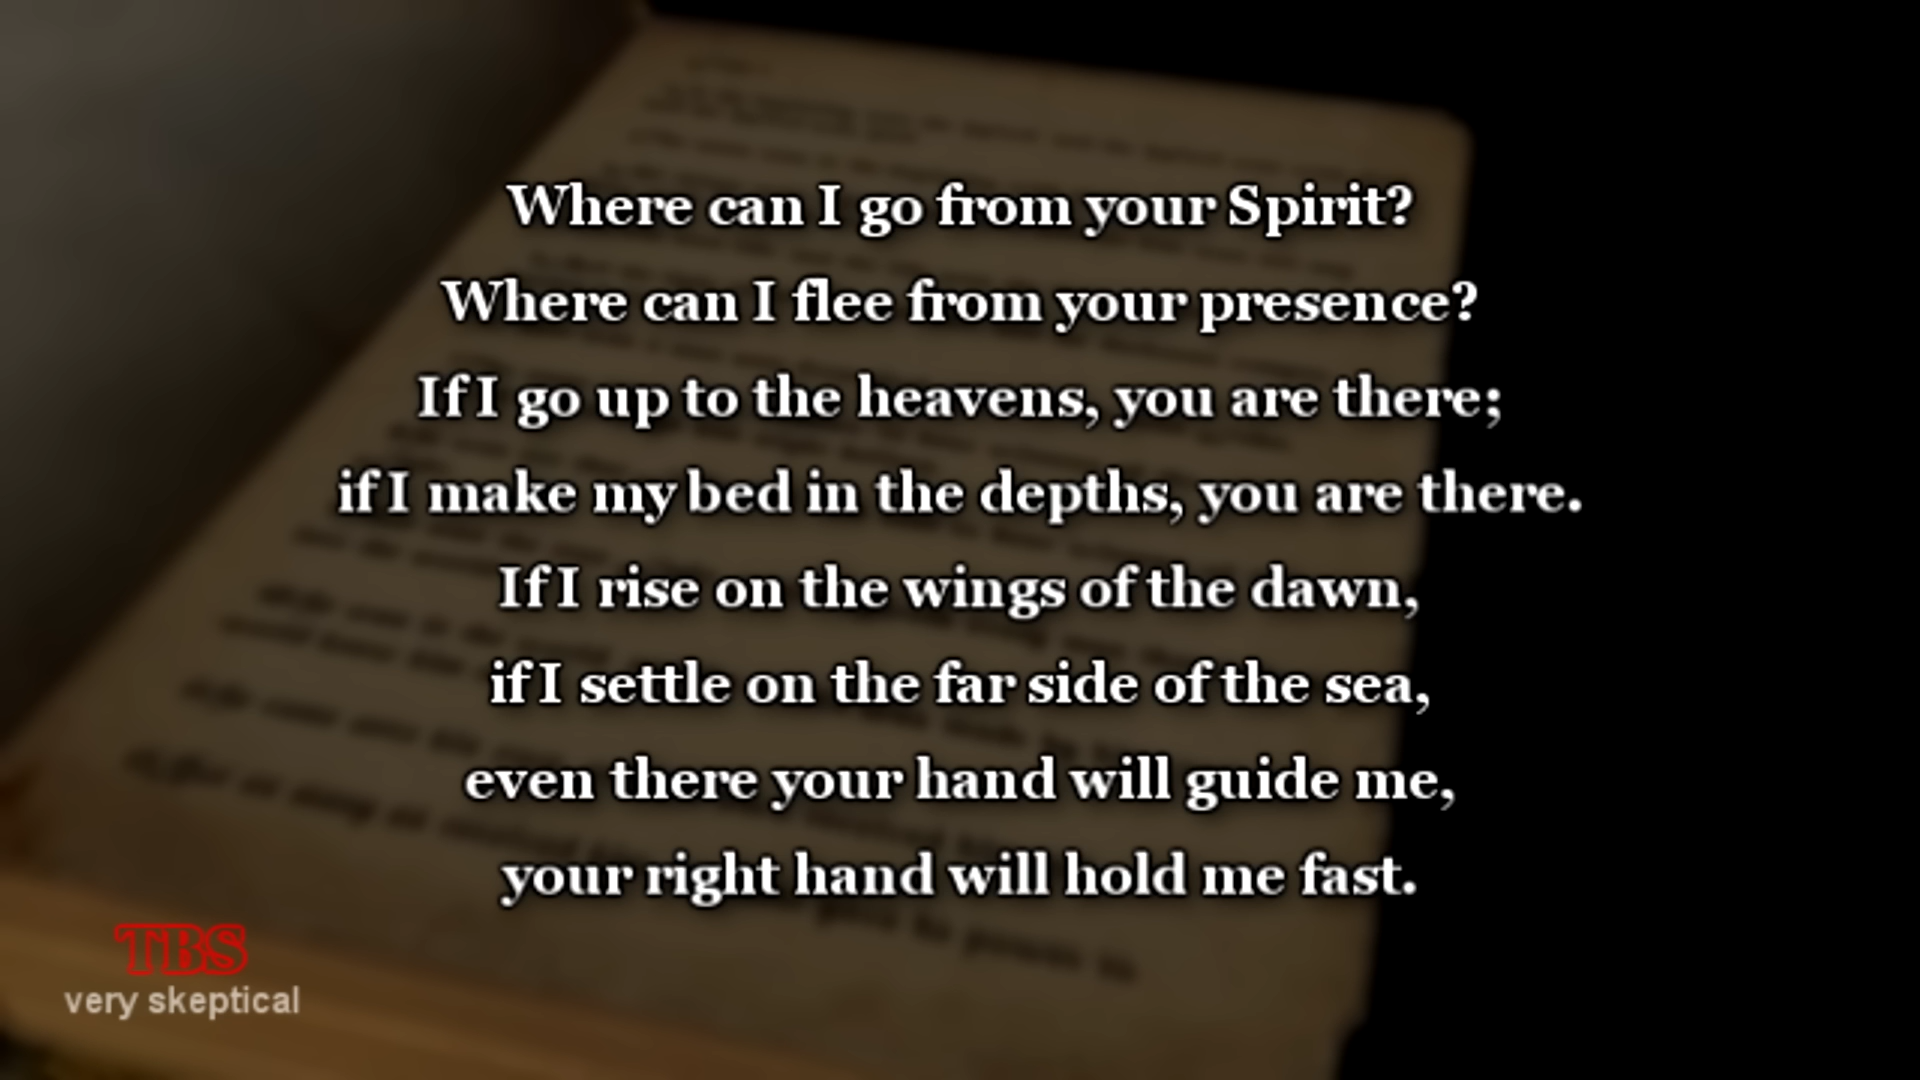 Where can I go from your Spirit?
Where can I flee from your presence?
If I go up to the heavens, you are there;
if I make my bed in the depths, you are there.
If I rise on the wings of the dawn,
if I settle on the far side of the sea,
even there your hand will guide me,
your right hand will hold me fast.
TBS
very skeptical